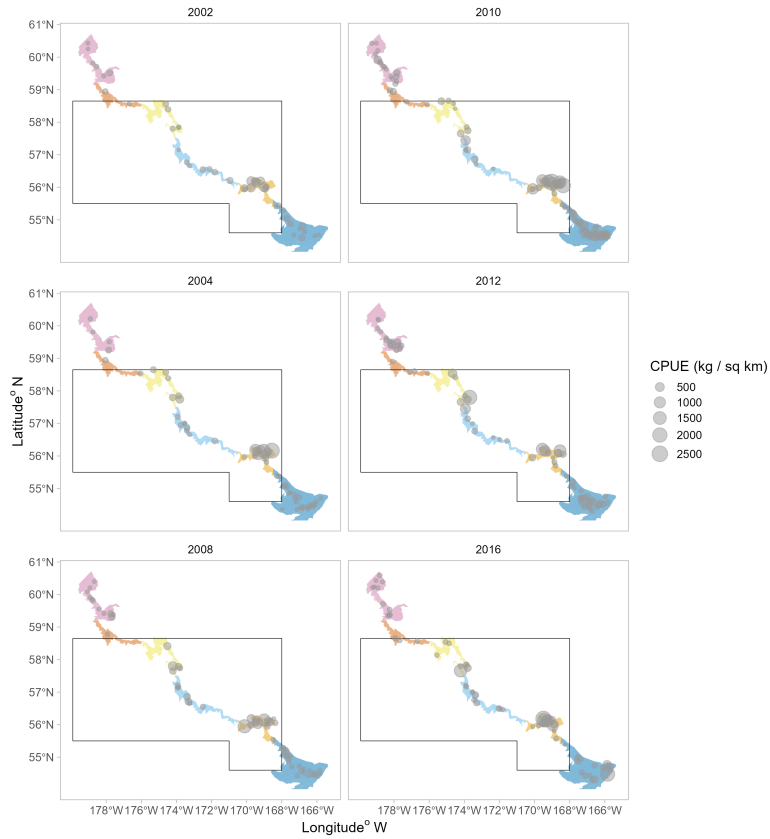 2002
2010
61°N
60°N
59°N
58°N
57°N
56°N
55°N
2004
2012
61°N
60°N
59°N
58°N
57°N
56°N
55°N
Latitude° N
CPUE (kg / sq km)
500
1000
1500
2000
2500
2008
2016
61°N
60°N
59°N
58°N
57°N
56°N
55°N
178°W 176°W 174°W 172°W 170°W 168°W 166°W
178°W 176°W 174°W 172°W 170°W 168°W 166°W
Longitude° W